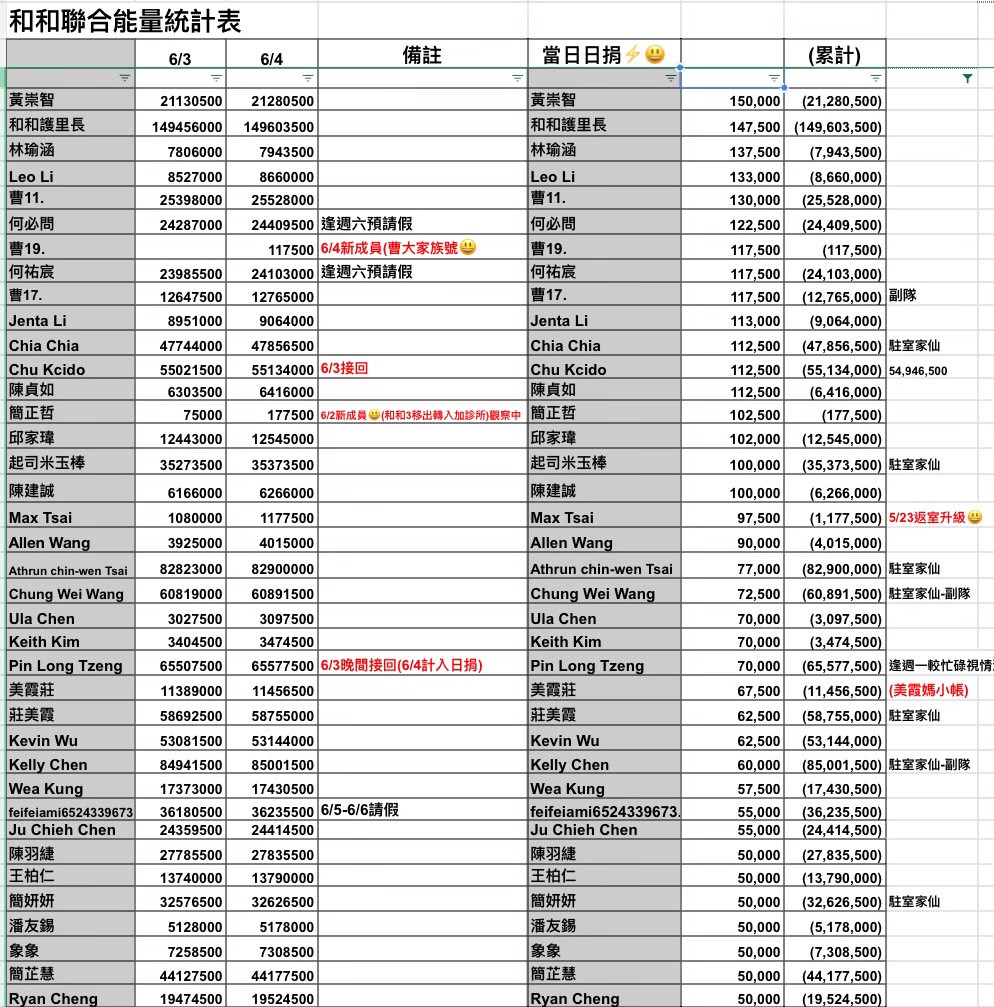 和和聯合能量統計表
6/3 6/4 備註 當日日捐⚡😃 (累計)
黃崇智 21130500 21280500 黃崇智 150,000 (21,280,500)
和和護里長 149456000 149603500 和和護里長 147,500 (149,603,500)
林瑜涵 7806000 7943500 林瑜涵 137,500 (7,943,500)
Leo Li 8527000 8660000 Leo Li 133,000 (8,660,000)
曹11. 25398000 25528000 曹11. 130,000 (25,528,000)
何必問 24287000 24409500 逢週六預請假 何必問 122,500 (24,409,500)
曹19. 117500 6/4新成員(曹大家族號😃 曹19. 117,500 (117,500)
何祐宸 23985500 24103000 逢週六預請假 何祐宸 117,500 (24,103,000)
曹17. 12647500 12765000 曹17. 117,500 (12,765,000) 副隊
Jenta Li 8951000 9064000 Jenta Li 113,000 (9,064,000)
Chia Chia 47744000 47856500 Chia Chia 112,500 (47,856,500) 駐室家仙
Chu Kcido 55021500 55134000 6/3接回 Chu Kcido 112,500 (55,134,000) 54,946,500
陳貞如 6303500 6416000 陳貞如 112,500 (6,416,000)
簡正哲 75000 177500 6/2新成員😃(和和3移出轉入加診所)觀察中 簡正哲 102,500 (177,500)
邱家瑋 12443000 12545000 邱家瑋 102,000 (12,545,000)
起司米玉棒 35273500 35373500 起司米玉棒 100,000 (35,373,500) 駐室家仙
陳建誠 6166000 6266000 陳建誠 100,000 (6,266,000)
Max Tsai 1080000 1177500 Max Tsai 97,500 (1,177,500) 5/23返室升級😃
Allen Wang 3925000 4015000 Allen Wang 90,000 (4,015,000)
Athrun chin-wen Tsai 82823000 82900000 Athrun chin-wen Tsai 77,000 (82,900,000) 駐室家仙
Chung Wei Wang 60819000 60891500 Chung Wei Wang 72,500 (60,891,500) 駐室家仙-副隊
Ula Chen 3027500 3097500 Ula Chen 70,000 (3,097,500)
Keith Kim 3404500 3474500 Keith Kim 70,000 (3,474,500)
Pin Long Tzeng 65507500 65577500 6/3晚間接回(6/4計入日捐) Pin Long Tzeng 70,000 (65,577,500) 逢週一較忙碌視情
美霞莊 11389000 11456500 美霞莊 67,500 (11,456,500) (美霞媽小帳)
莊美霞 58692500 58755000 莊美霞 62,500 (58,755,000) 駐室家仙
Kevin Wu 53081500 53144000 Kevin Wu 62,500 (53,144,000)
Kelly Chen 84941500 85001500 Kelly Chen 60,000 (85,001,500) 駐室家仙-副隊
Wea Kung 17373000 17430500 Wea Kung 57,500 (17,430,500)
feifeiami6524339673 36180500 36235500 6/5-6/6請假 feifeiami6524339673. 55,000 (36,235,500)
Ju Chieh Chen 24359500 24414500 Ju Chieh Chen 55,000 (24,414,500)
陳羽緁 27785500 27835500 陳羽緁 50,000 (27,835,500)
王柏仁 13740000 13790000 王柏仁 50,000 (13,790,000)
簡妍妍 32576500 32626500 簡妍妍 50,000 (32,626,500) 駐室家仙
潘友錫 5128000 5178000 潘友錫 50,000 (5,178,000)
象象 7258500 7308500 象象 50,000 (7,308,500)
簡芷慧 44127500 44177500 簡芷慧 50,000 (44,177,500)
Ryan Cheng 19474500 19524500 Ryan Cheng 50,000 (19,524,500)